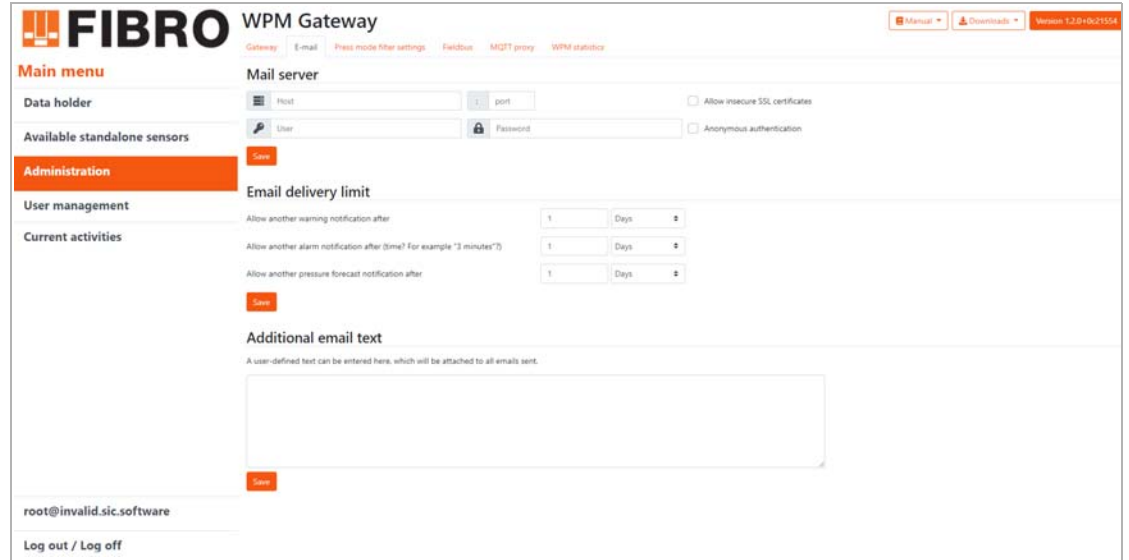 FIBRO
WPM Gateway
Manual
Downloads
Version 1.2.0+0c21554
Gateway E-mail Press mode filter settings Fieldbus MQTT proxy WPM statistics
Main menu
Data holder
Available standalone sensors
Administration
User management
Current activities
Mail server
Host : port Allow insecure SSL certificates
User Password Anonymous authentication
Save
Email delivery limit
Allow another warning notification after 1 Days
Allow another alarm notification after (time? For example "3 minutes"?) 1 Days
Allow another pressure forecast notification after 1 Days
Save
Additional email text
A user-defined text can be entered here, which will be attached to all emails sent.
Save
root@invalid.sic.software
Log out / Log off